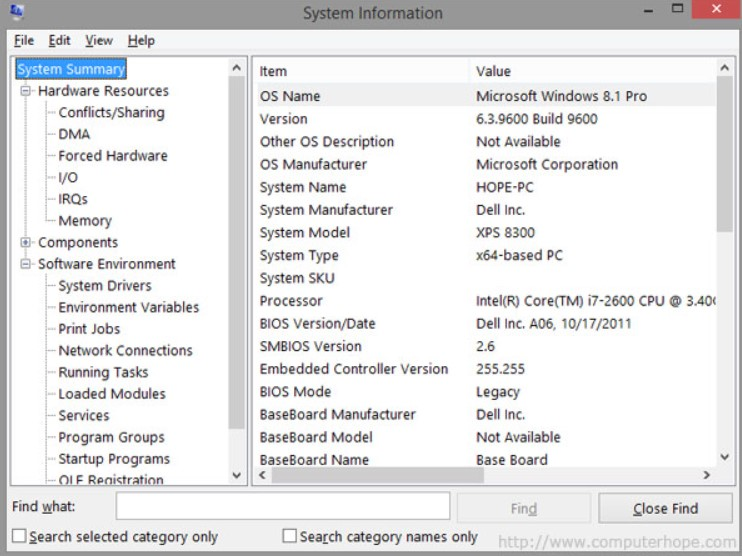 System Information
File Edit View Help
System Summary
Hardware Resources
Conflicts/Sharing
DMA
Forced Hardware
I/O
IRQs
Memory
Components
Software Environment
System Drivers
Environment Variables
Print Jobs
Network Connections
Running Tasks
Loaded Modules
Services
Program Groups
Startup Programs
OLE Registration
Item Value
OS Name Microsoft Windows 8.1 Pro
Version 6.3.9600 Build 9600
Other OS Description Not Available
OS Manufacturer Microsoft Corporation
System Name HOPE-PC
System Manufacturer Dell Inc.
System Model XPS 8300
System Type x64-based PC
System SKU
Processor Intel(R) Core(TM) i7-2600 CPU @ 3.40
BIOS Version/Date Dell Inc. A06, 10/17/2011
SMBIOS Version 2.6
Embedded Controller Version 255.255
BIOS Mode Legacy
BaseBoard Manufacturer Dell Inc.
BaseBoard Model Not Available
BaseBoard Name Base Board
Find what: Find Close Find
Search selected category only Search category names only
http://www.computerhope.com